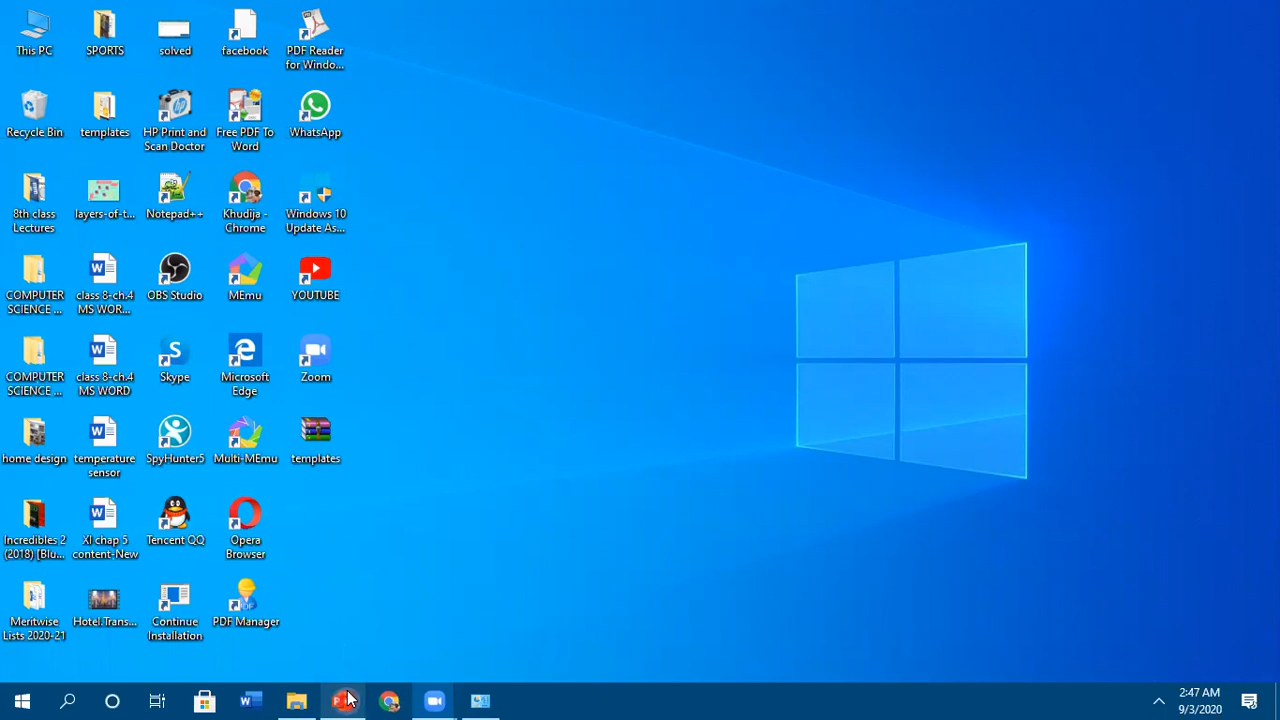 This PC
SPORTS
solved
facebook
PDF Reader
for Windo...
Recycle Bin
templates
HP Print and
Scan Doctor
Free PDF To
Word
WhatsApp
8th class
Lectures
layers-of-t...
Notepad++
Khudija -
Chrome
Windows 10
Update As...
COMPUTER
SCIENCE ...
class 8-ch.4
MS WOR...
OBS Studio
MEmu
YOUTUBE
COMPUTER
SCIENCE ...
class 8-ch.4
MS WORD
Skype
Microsoft
Edge
Zoom
home design
temperature
sensor
SpyHunter5
Multi-MEmu
templates
Incredibles 2
(2018) [Blu...
XI chap 5
content-New
Tencent QQ
Opera
Browser
Meritwise
Lists 2020-21
Hotel.Trans...
Continue
Installation
PDF Manager
2:47 AM
9/3/2020